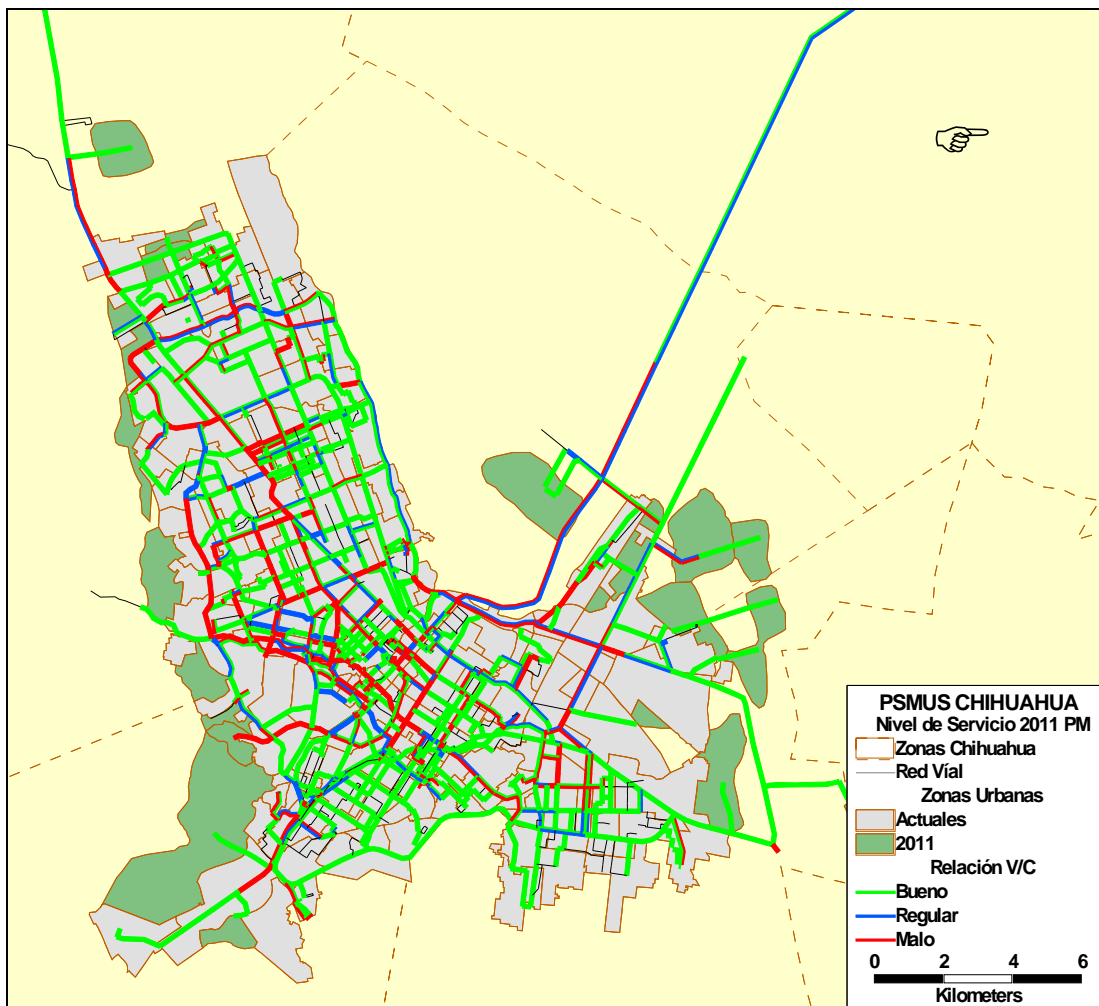 PSMUS CHIHUAHUA
Nivel de Servicio 2011 PM
Zonas Chihuahua
Red Víal
Zonas Urbanas
Actuales
2011
Relación V/C
Bueno
Regular
Malo
0 2 4 6
Kilometers